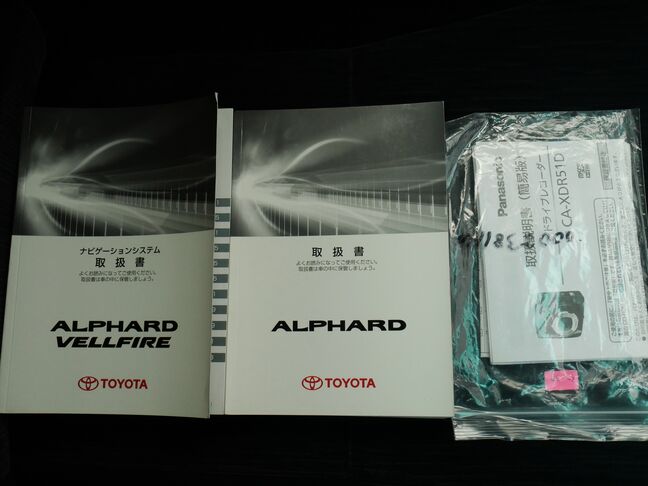 ナビゲーションシステム
取扱書
よくお読みになってご使用ください。
取扱書は車の中に保管しましょう。
ALPHARD
VELLFIRE
TOYOTA
取扱書
よくお読みになってご使用ください。
取扱書は車の中に保管しましょう。
ALPHARD
TOYOTA
Panasonic
取扱説明書(簡易版)
ドライブレコーダー
CA-XDR51D